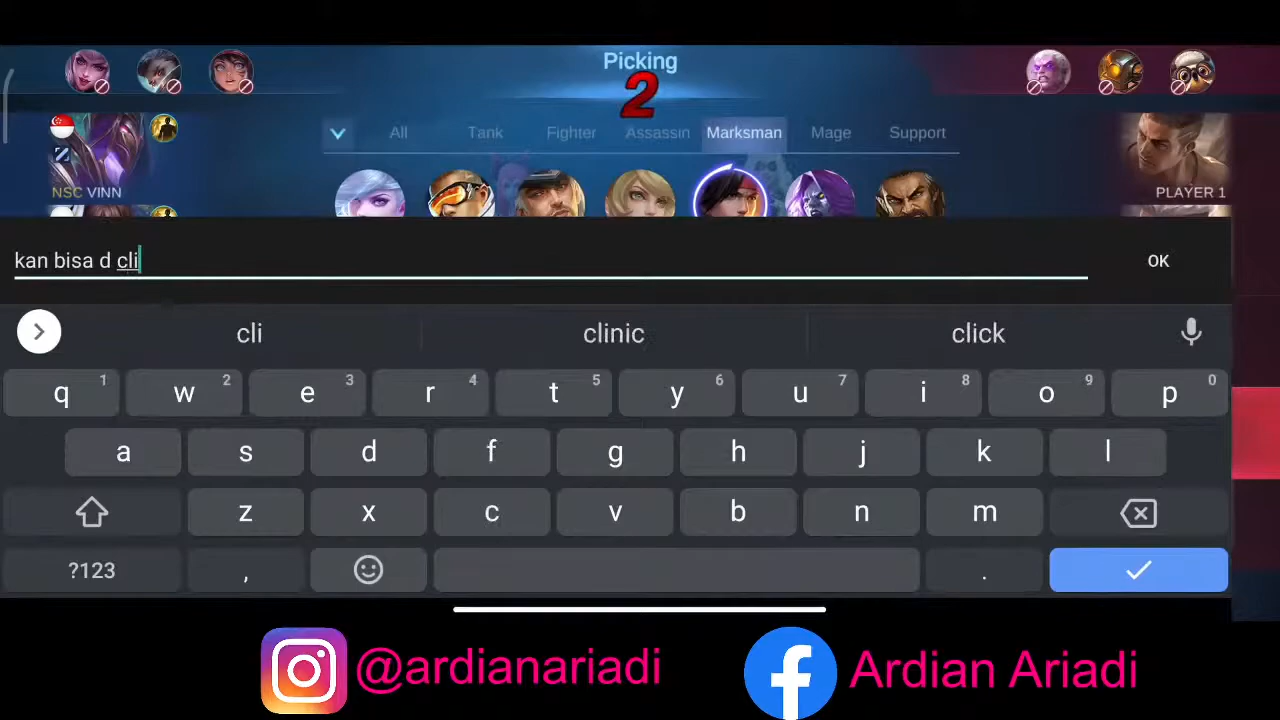 Picking
2
All Tank Fighter Assassin Marksman Mage Support
NSC VINN
PLAYER 1
kan bisa d cli
OK
cli clinic click
q 1 w 2 e 3 r 4 t 5 y 6 u 7 i 8 o 9 p 0
a s d f g h j k l
z x c v b n m
?123 , .
@ardianariadi
Ardian Ariadi